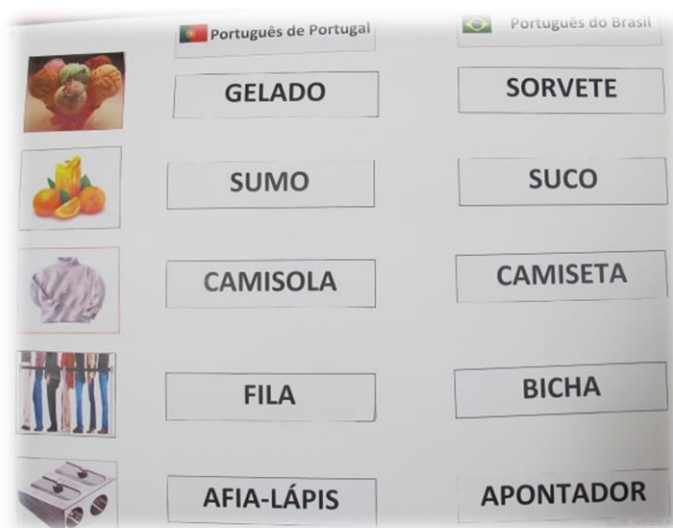 Português de Portugal Português do Brasil
GELADO SORVETE
SUMO SUCO
CAMISOLA CAMISETA
FILA BICHA
AFIA-LÁPIS APONTADOR